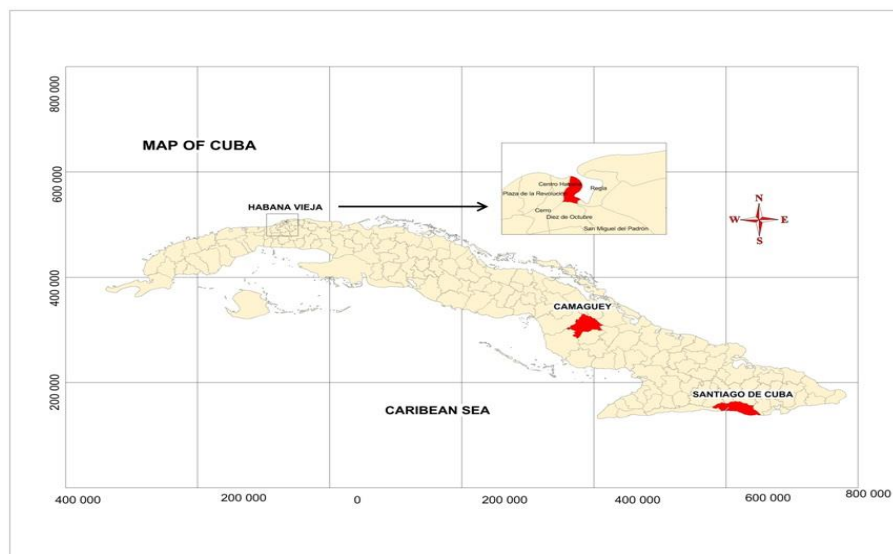 MAP OF CUBA
HABANA VIEJA
Centro Habana
Regla
Plaza de la Revolución
Cerro
Diez de Octubre
San Miguel del Padrón
N
W E
S
CAMAGUEY
SANTIAGO DE CUBA
CARIBEAN SEA
800 000
600 000
400 000
200 000
400 000 200 000 0 200 000 400 000 600 000 800 000